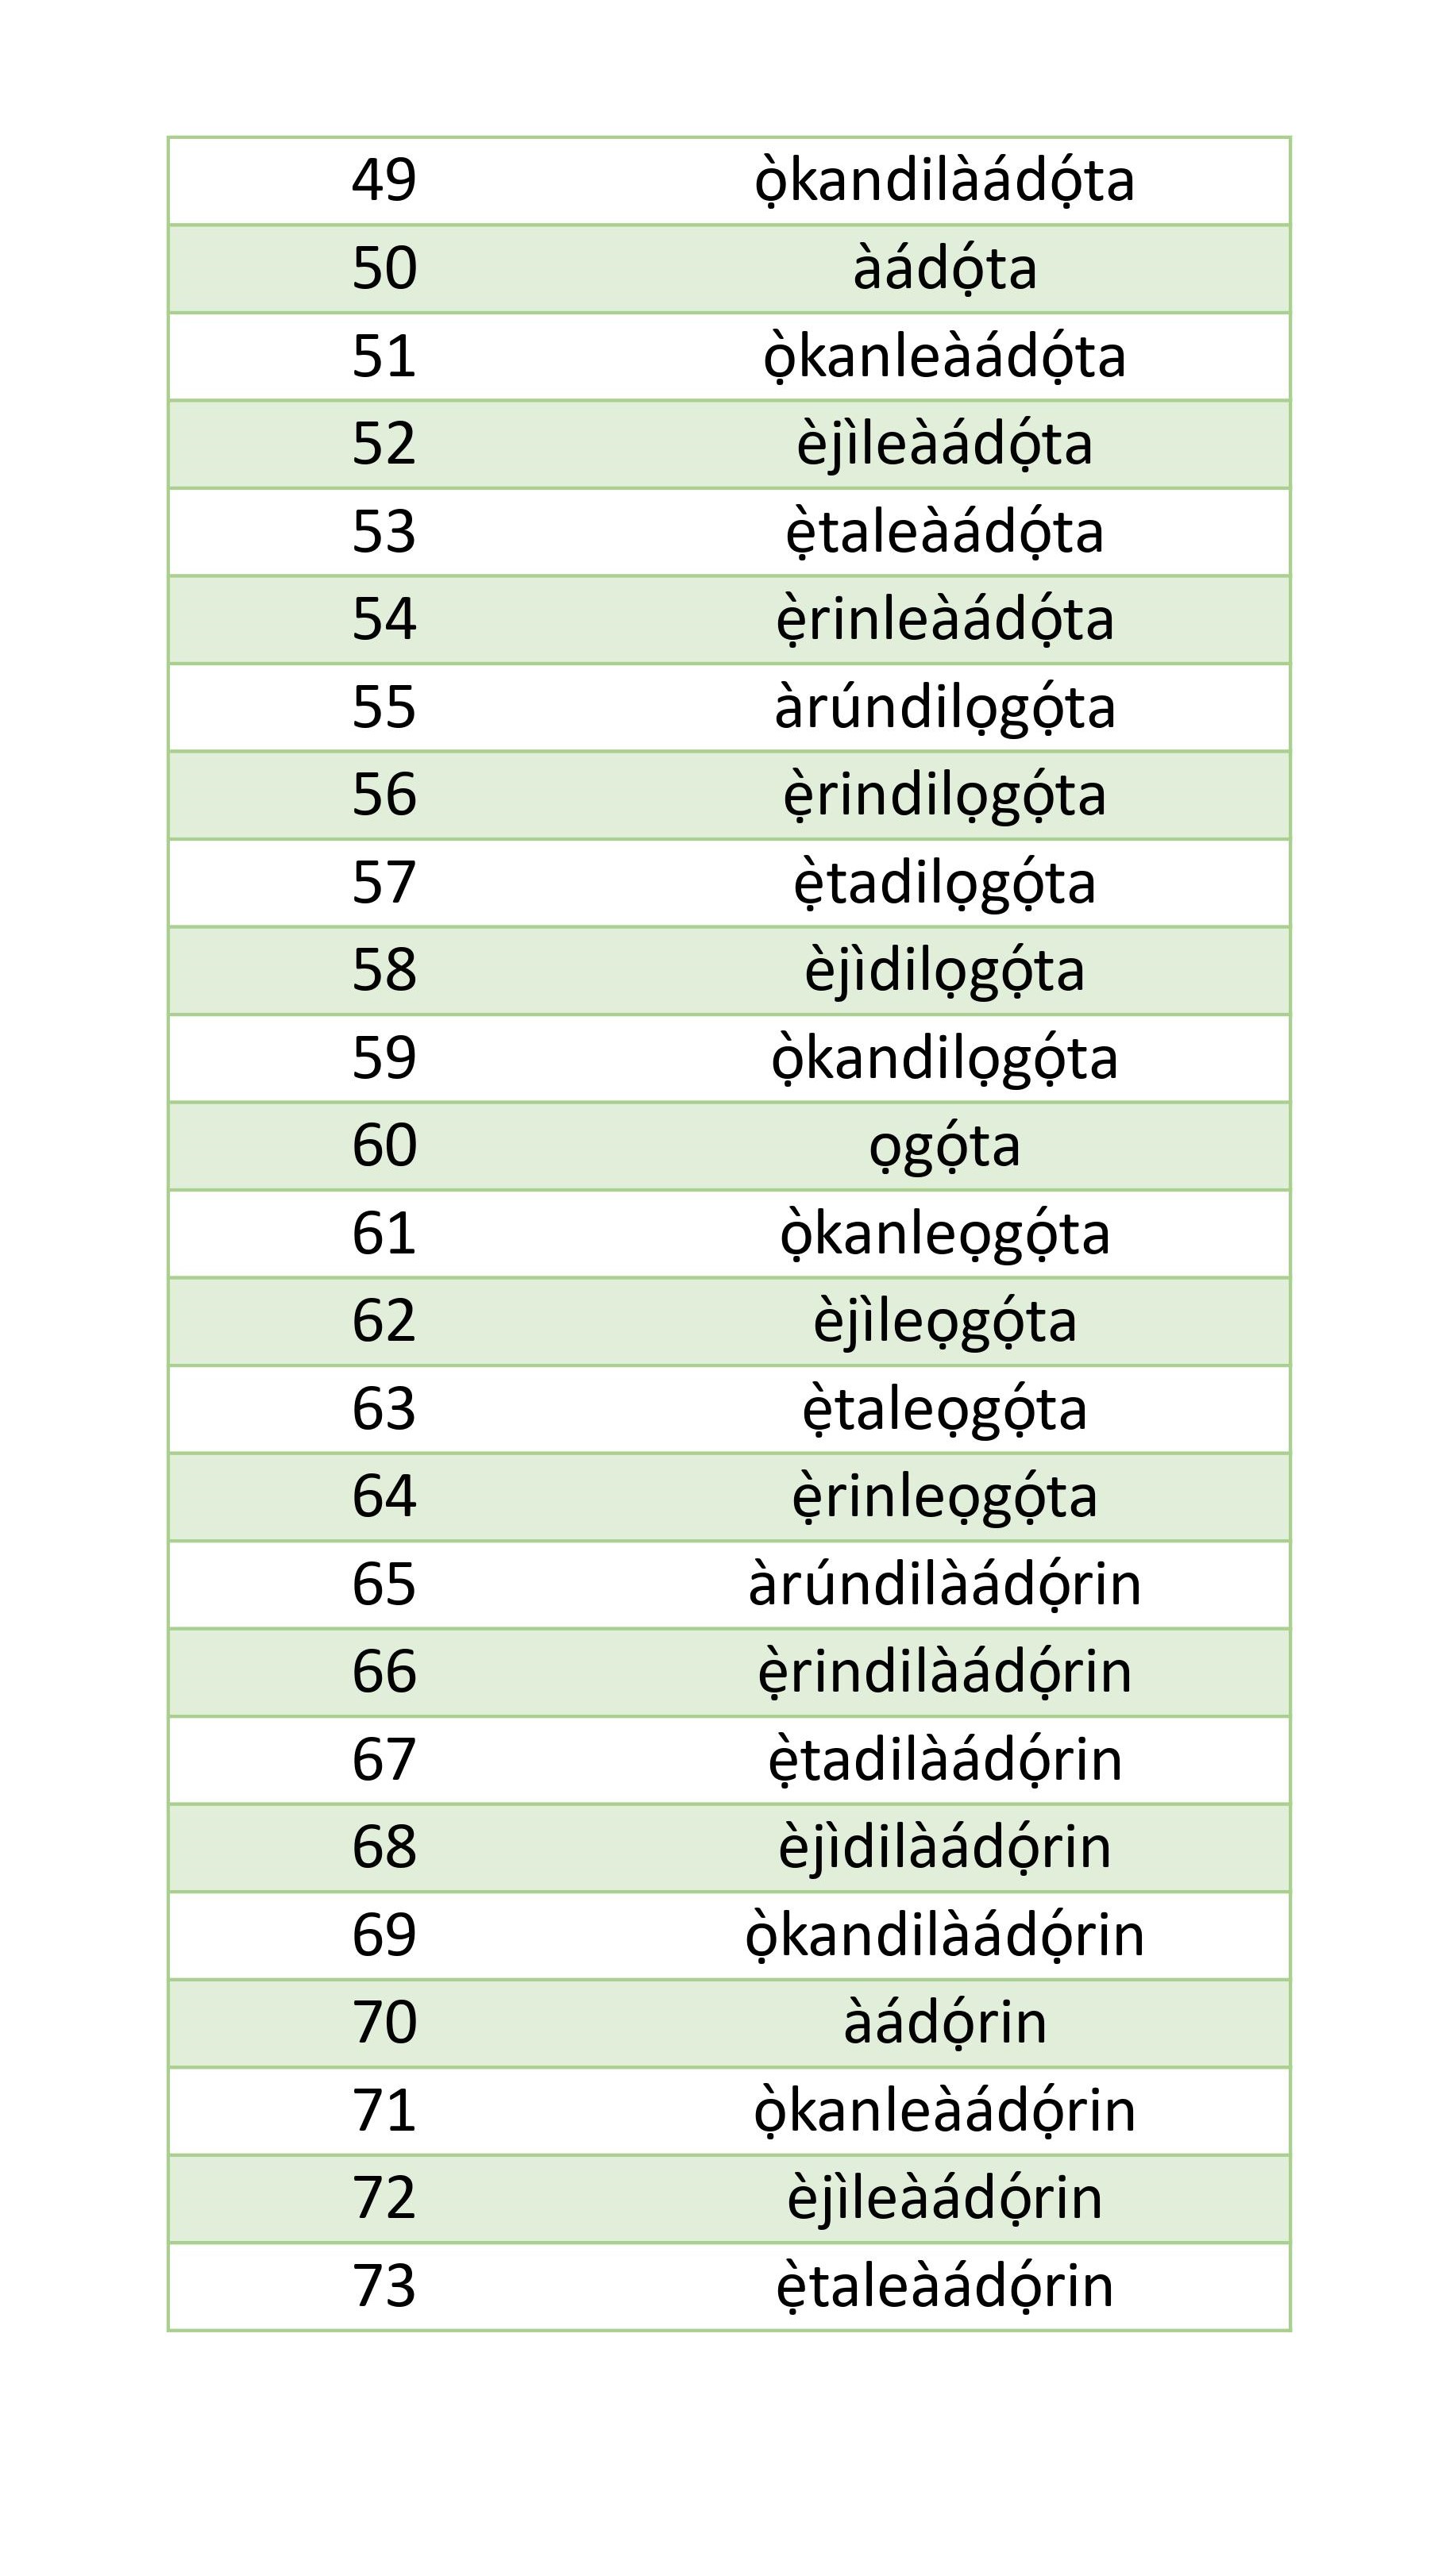 49 ọ̀kandilàádọ́ta
50 àádọ́ta
51 ọ̀kanleàádọ́ta
52 èjìleàádọ́ta
53 ẹ̀taleàádọ́ta
54 ẹ̀rinleàádọ́ta
55 àrúndilọgọ́ta
56 ẹ̀rindilọgọ́ta
57 ẹ̀tadilọgọ́ta
58 èjìdilọgọ́ta
59 ọ̀kandilọgọ́ta
60 ọgọ́ta
61 ọ̀kanleọgọ́ta
62 èjìleọgọ́ta
63 ẹ̀taleọgọ́ta
64 ẹ̀rinleọgọ́ta
65 àrúndilàádọ́rin
66 ẹ̀rindilàádọ́rin
67 ẹ̀tadilàádọ́rin
68 èjìdilàádọ́rin
69 ọ̀kandilàádọ́rin
70 àádọ́rin
71 ọ̀kanleàádọ́rin
72 èjìleàádọ́rin
73 ẹ̀taleàádọ́rin